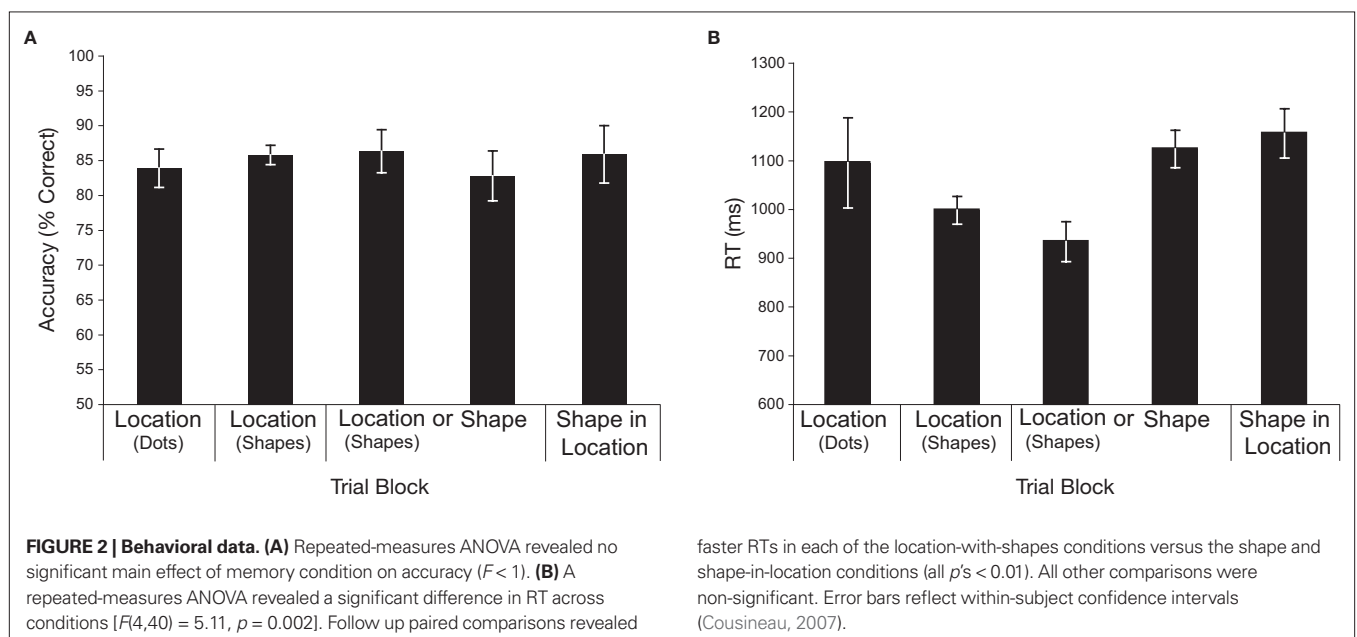 A
100
95
90
85
80
75
70
65
60
55
50
Accuracy (% Correct)
Location
(Dots)
Location
(Shapes)
Location or Shape
(Shapes)
Shape in
Location
Trial Block
B
1300
1200
1100
1000
900
800
700
600
RT (ms)
Location
(Dots)
Location
(Shapes)
Location or Shape
(Shapes)
Shape in
Location
Trial Block
FIGURE 2 | Behavioral data. (A) Repeated-measures ANOVA revealed no
significant main effect of memory condition on accuracy (F < 1). (B) A
repeated-measures ANOVA revealed a significant difference in RT across
conditions [F(4,40) = 5.11, p = 0.002]. Follow up paired comparisons revealed
faster RTs in each of the location-with-shapes conditions versus the shape and
shape-in-location conditions (all p's < 0.01). All other comparisons were
non-significant. Error bars reflect within-subject confidence intervals
(Cousineau, 2007).